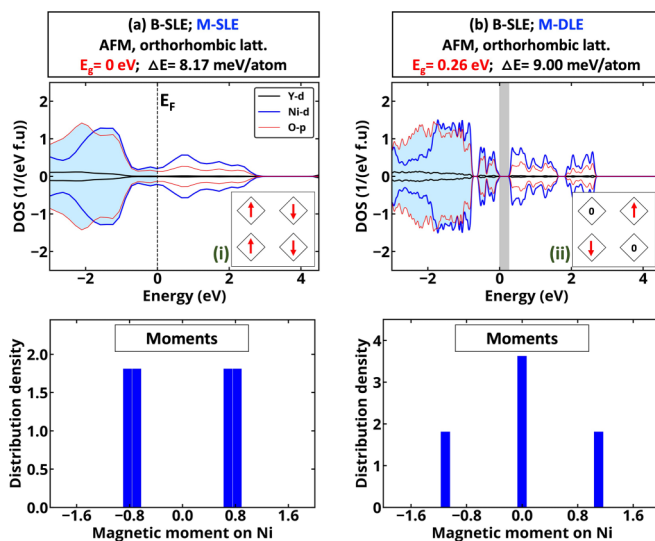 (a) B-SLE; M-SLE
AFM, orthorhombic latt.
E_g= 0 eV; ΔE= 8.17 meV/atom
2
1
0
−1
−2
DOS (1/(eV f.u))
E_F
Y-d
Ni-d
O-p
(i)
−2
0
2
4
Energy (eV)
(b) B-SLE; M-DLE
AFM, orthorhombic latt.
E_g= 0.26 eV; ΔE= 9.00 meV/atom
2
1
0
−1
−2
DOS (1/(eV f.u))
0
0
(ii)
−2
0
2
4
Energy (eV)
Moments
2.0
1.5
1.0
0.5
0.0
Distribution density
−1.6
−0.8
0.0
0.8
1.6
Magnetic moment on Ni
Moments
4
3
2
1
0
Distribution density
−1.6
−0.8
0.0
0.8
1.6
Magnetic moment on Ni